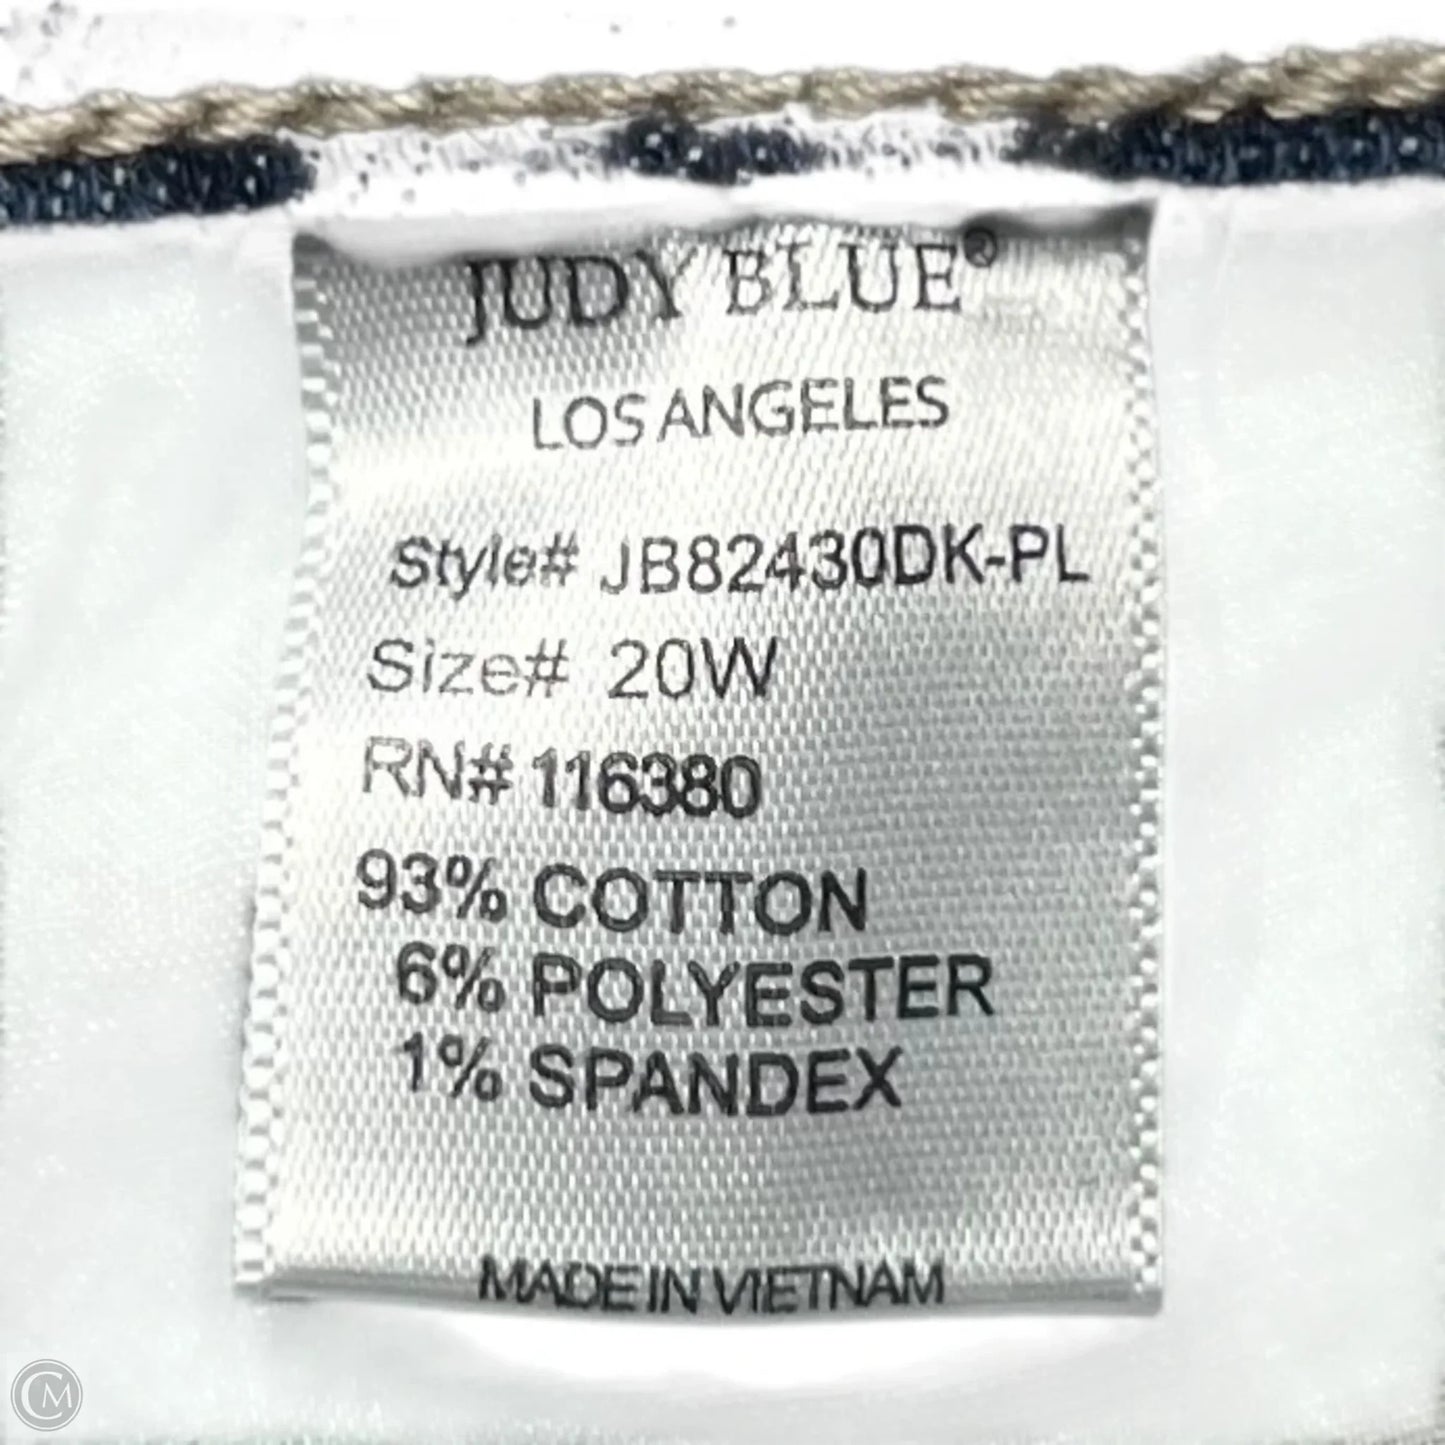 JUDY BLUE®
LOS ANGELES
Style# JB82430DK-PL
Size# 20W
RN# 116380
93% COTTON
6% POLYESTER
1% SPANDEX
MADE IN VIETNAM
CM